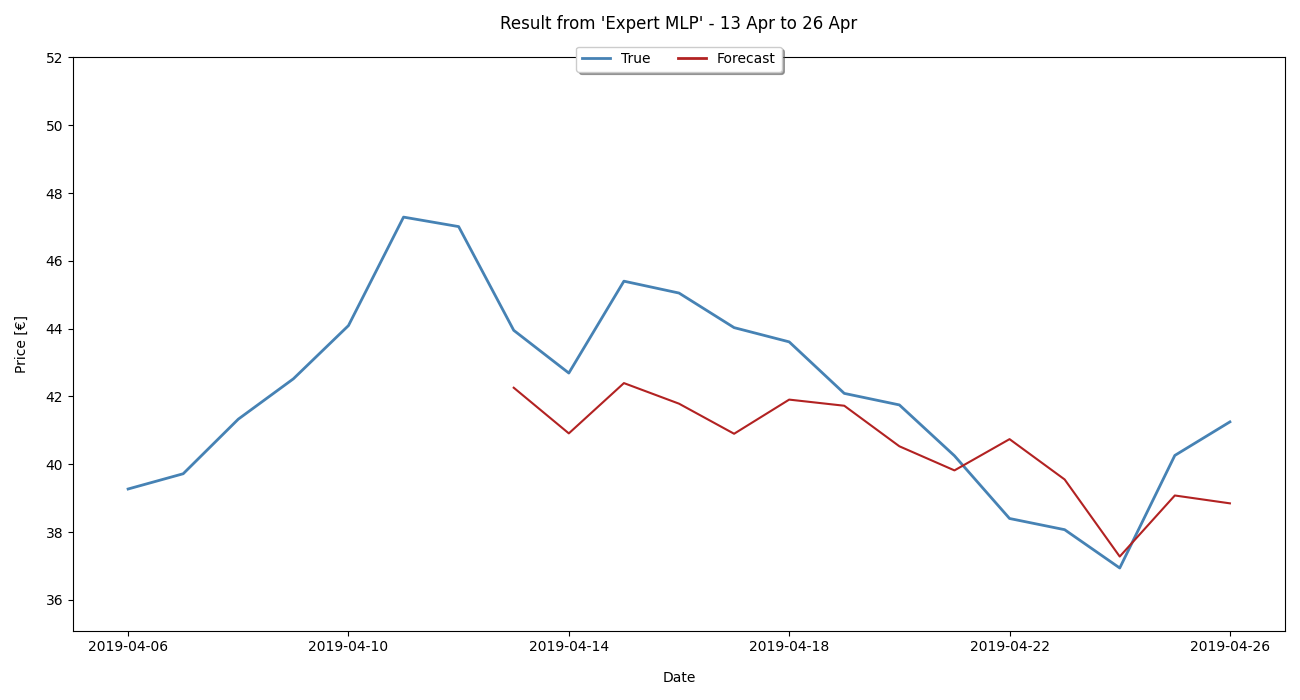 Result from 'Expert MLP' - 13 Apr to 26 Apr
True Forecast
52
50
48
46
44
42
40
38
36
Price [€]
2019-04-06 2019-04-10 2019-04-14 2019-04-18 2019-04-22 2019-04-26
Date